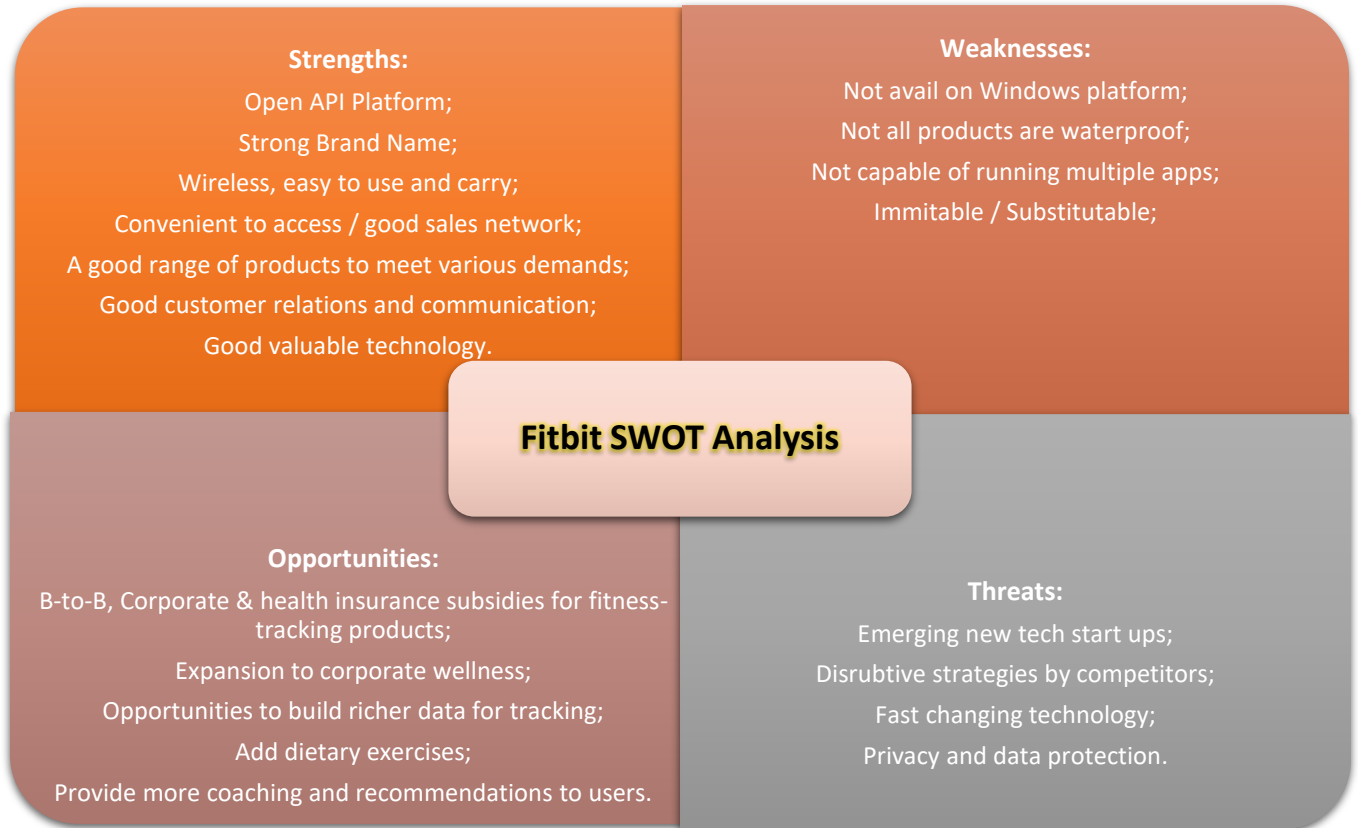 Strengths:
Open API Platform;
Strong Brand Name;
Wireless, easy to use and carry;
Convenient to access / good sales network;
A good range of products to meet various demands;
Good customer relations and communication;
Good valuable technology.
Weaknesses:
Not avail on Windows platform;
Not all products are waterproof;
Not capable of running multiple apps;
Immitable / Substitutable;
Fitbit SWOT Analysis
Opportunities:
B-to-B, Corporate & health insurance subsidies for fitness-
tracking products;
Expansion to corporate wellness;
Opportunities to build richer data for tracking;
Add dietary exercises;
Provide more coaching and recommendations to users.
Threats:
Emerging new tech start ups;
Disrubtive strategies by competitors;
Fast changing technology;
Privacy and data protection.